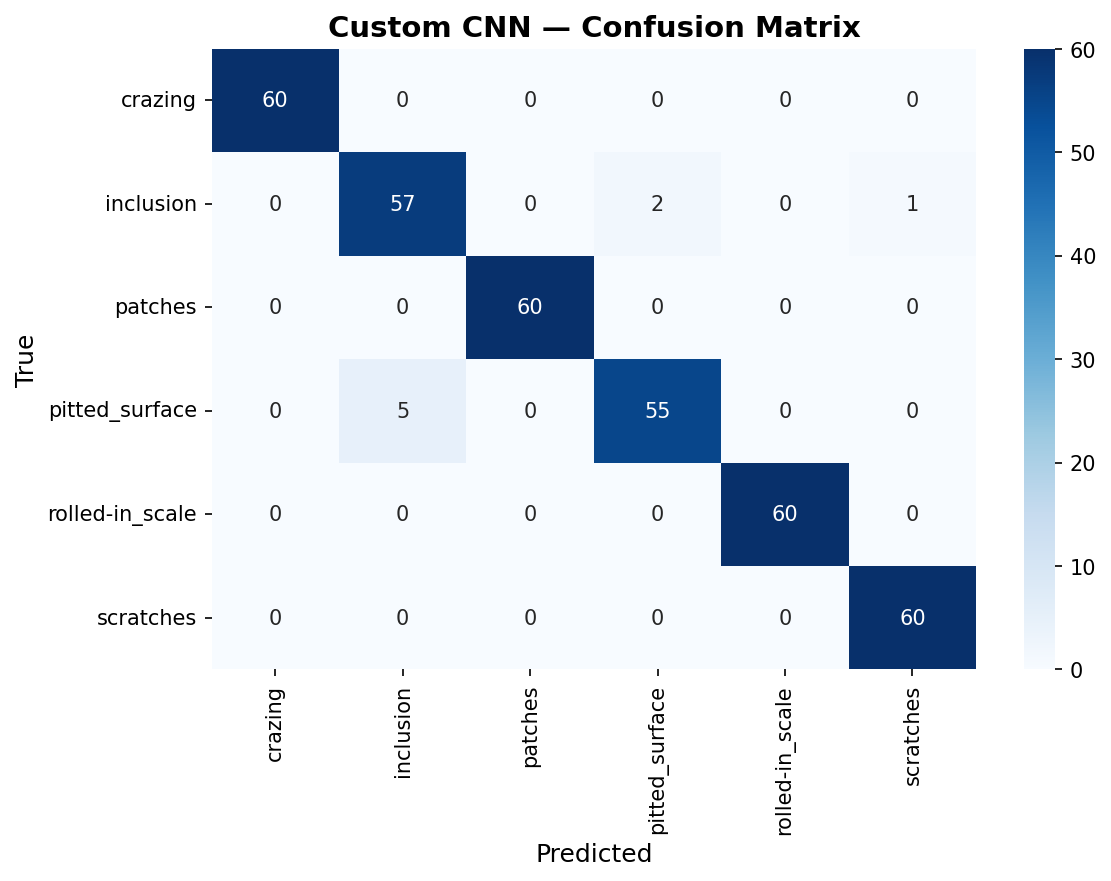 Custom CNN — Confusion Matrix
True
crazing 60 0 0 0 0 0
inclusion 0 57 0 2 0 1
patches 0 0 60 0 0 0
pitted_surface 0 5 0 55 0 0
rolled-in_scale 0 0 0 0 60 0
scratches 0 0 0 0 0 60
crazing
inclusion
patches
pitted_surface
rolled-in_scale
scratches
Predicted
60
50
40
30
20
10
0